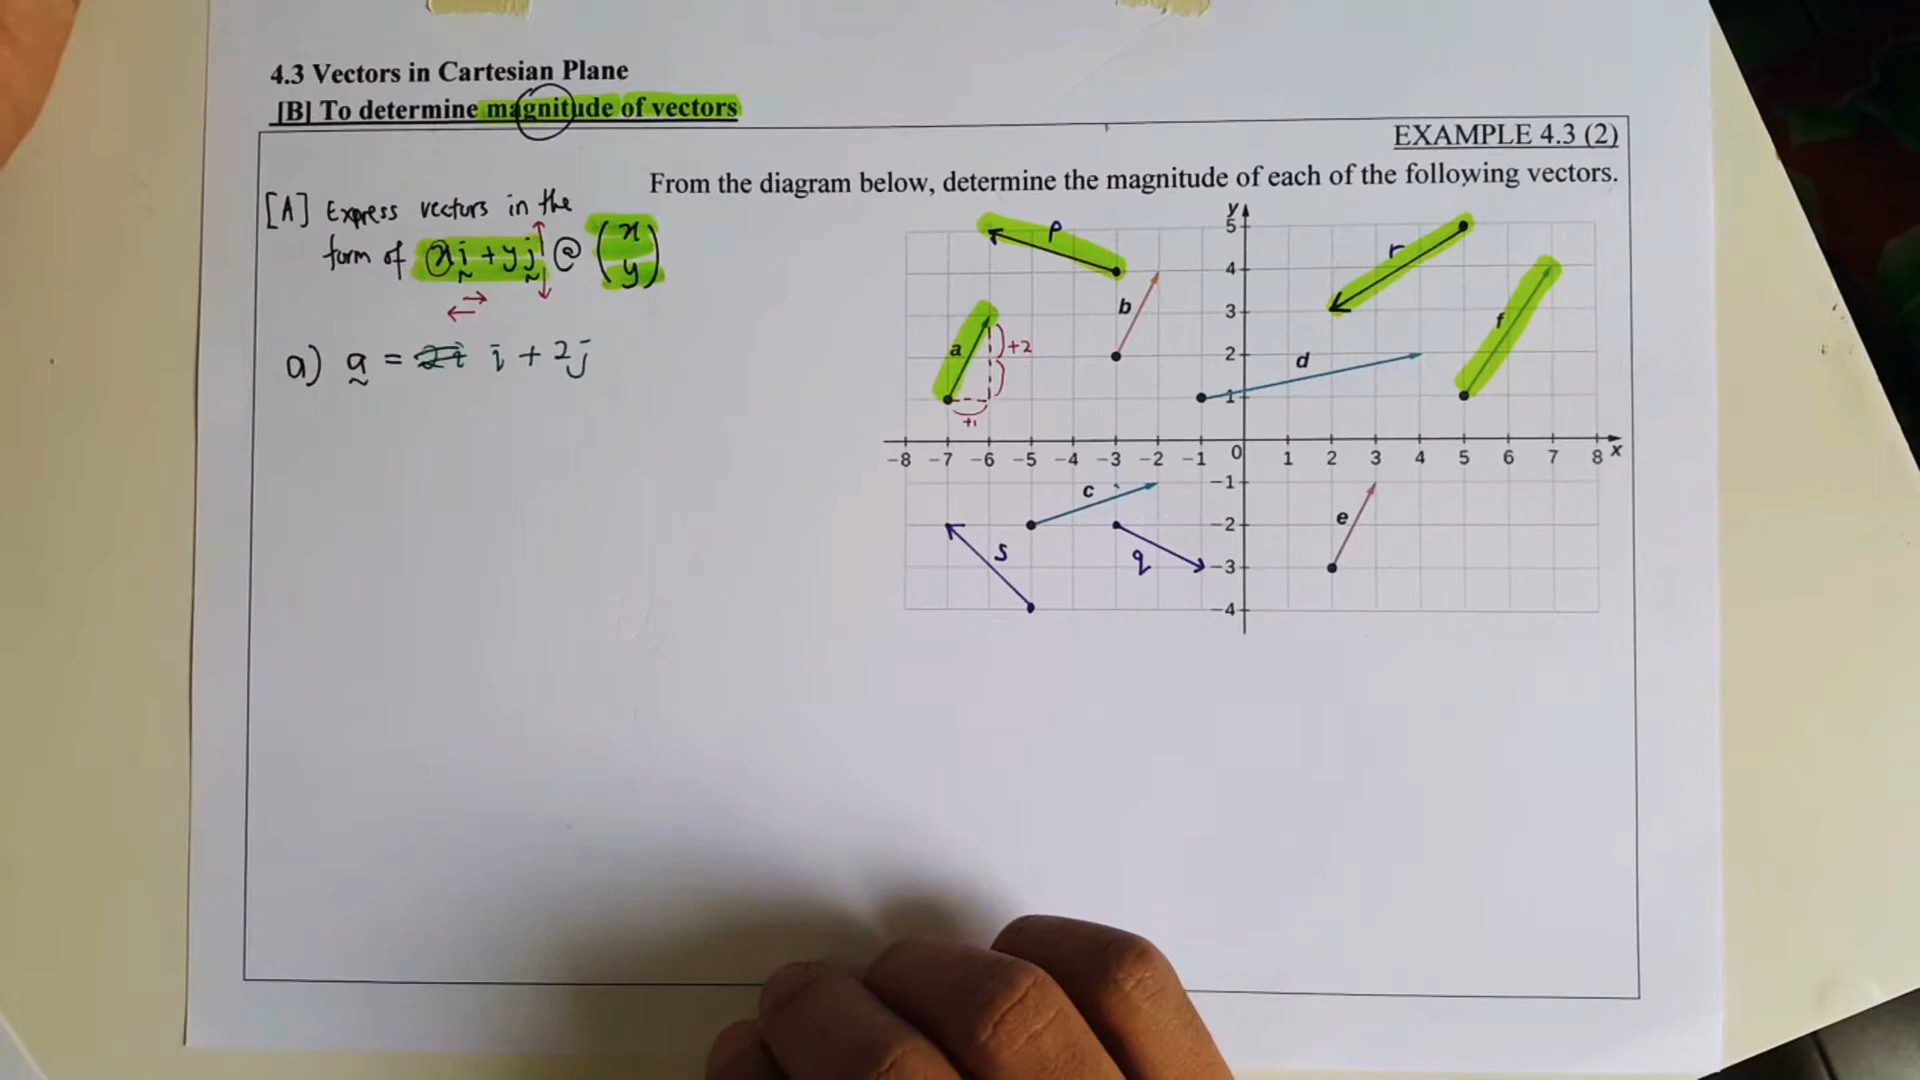 4.3 Vectors in Cartesian Plane
[B] To determine magnitude of vectors
EXAMPLE 4.3 (2)
From the diagram below, determine the magnitude of each of the following vectors.
[A] Express vectors in the
form of xi + yj @ (x y)
a) a = i + 2j
y
5
4
3
2
1
0
-1
-2
-3
-4
-8 -7 -6 -5 -4 -3 -2 -1 1 2 3 4 5 6 7 8 x
p
r
b
f
a
+2
+1
d
c
e
s
q